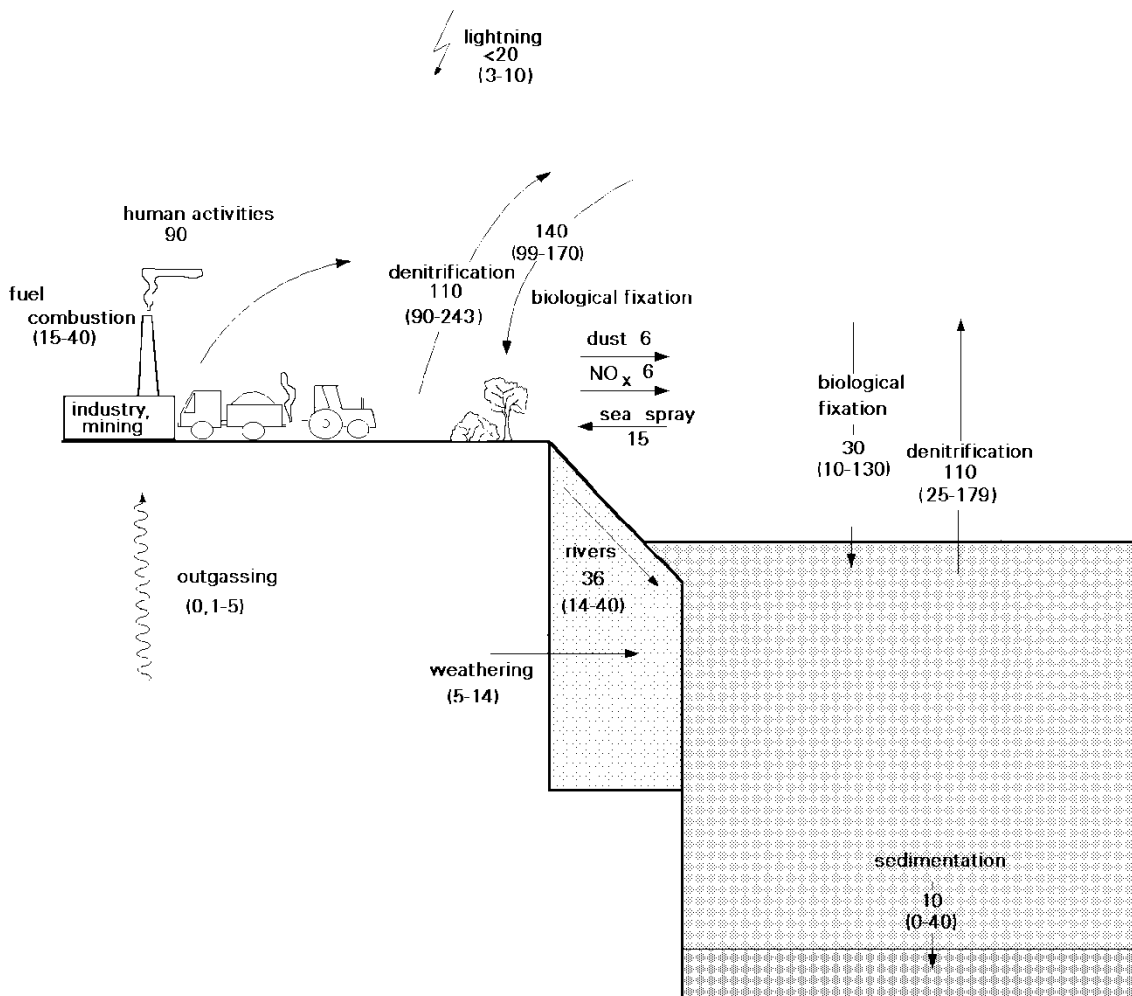 lightning
<20
(3-10)
human activities
90
fuel
combustion
(15-40)
industry,
mining
denitrification
110
(90-243)
140
(99-170)
biological fixation
dust 6
NOx 6
sea spray
15
biological
fixation
30
(10-130)
denitrification
110
(25-179)
outgassing
(0,1-5)
rivers
36
(14-40)
weathering
(5-14)
sedimentation
10
(0-40)